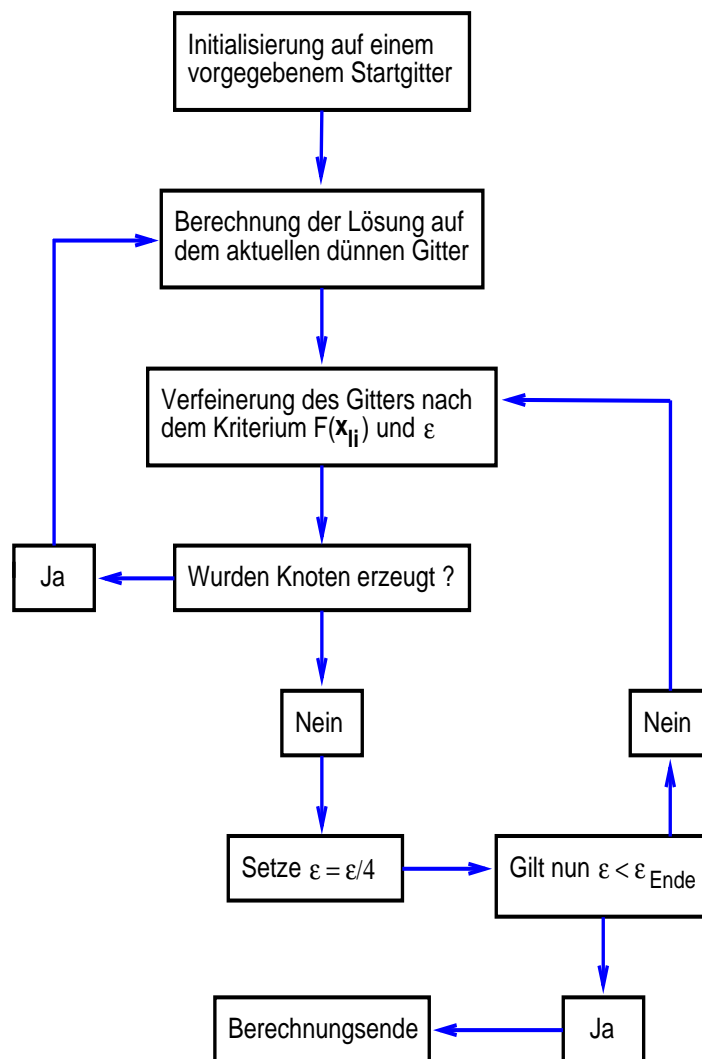 Initialisierung auf einem
vorgegebenem Startgitter
Berechnung der Lösung auf
dem aktuellen dünnen Gitter
Verfeinerung des Gitters nach
dem Kriterium F(x_li) und ε
Ja
Wurden Knoten erzeugt ?
Nein
Nein
Setze ε = ε/4
Gilt nun ε < ε_Ende
Berechnungsende
Ja